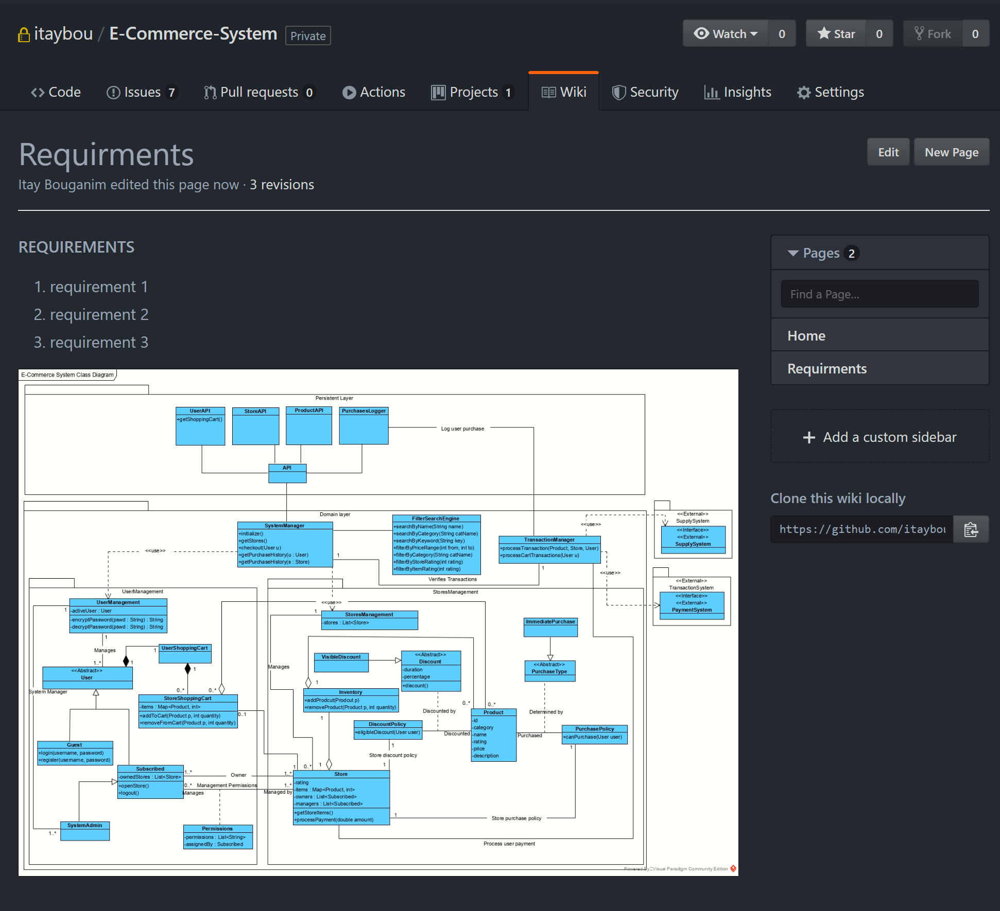 itaybou / E-Commerce-System Private
Watch 0 Star 0 Fork 0
Code Issues 7 Pull requests 0 Actions Projects 1 Wiki Security Insights Settings
Requirments
Edit New Page
Itay Bouganim edited this page now · 3 revisions
REQUIREMENTS
1. requirement 1
2. requirement 2
3. requirement 3
Pages 2
Find a Page...
Home
Requirments
Add a custom sidebar
Clone this wiki locally
https://github.com/itaybou
E-Commerce System Class Diagram
Persistent Layer
UserAPI
+getShoppingCart()
StoreAPI
ProductAPI
PurchasesLogger
Log user purchase
API
Domain layer
SystemManager
+initialize()
+getStores()
+checkout(User u)
+getPurchaseHistory(u : User)
+getPurchaseHistory(s : Store)
FilterSearchEngine
+searchByName(String name)
+searchByCategory(String catName)
+searchByKeyword(String key)
+filterByPriceRange(int from, int to)
+filterByCategory(String catName)
+filterByStoreRating(int rating)
+filterByItemRating(int rating)
TransactionManager
+processTransaction(Product, Store, User)
+processCartTransactions(User u)
<<use>>
<<External>>
SupplySystem
<<Interface>>
<<External>>
SupplySystem
<<use>>
<<External>>
TransactionSystem
<<Interface>>
<<External>>
PaymentSystem
<<use>>
1
1
Verifies Transactions
UserManagement
UserManagement
-activeUser : User
-encryptPassword(pswd : String) : String
-decryptPassword(pswd : String) : String
1
1
Manages
1..*
UserShoppingCart
1
1
1
<<Abstract>>
User
System Manager
0..*
0..*
StoreShoppingCart
-items : Map<Product, int>
+addToCart(Product p, int quantity)
+removeFromCart(Product p, int quantity)
0..1
Guest
+login(username, password)
+register(username, password)
Subscribed
-ownedStores : List<Store>
+openStore()
+logout()
1..*
Owner
1..*
0..*
Management Permissions
1..*
Manages
Managed by
SystemAdmin
1..*
Permissions
-permissions : List<String>
-assignedBy : Subscribed
StoresManagement
<<use>>
1
StoresManagement
-stores : List<Store>
Manages
VisibleDiscount
<<Abstract>>
Discount
-duration
-percentage
+discount()
ImmediatePurchase
<<Abstract>>
PurchaseType
1
Inventory
+addProdcut(Prodcut p)
+removeProduct(Product p, int quantity)
1
Discounted by
0..*
0..*
Determined by
DiscountPolicy
+eligibleDiscount(User user)
Discounted
Product
-id
-category
-name
-rating
-price
-description
Purchased
PurchasePolicy
+canPurchase(User user)
1
1
Store discount policy
1
1
0..*
1
Store
-rating
-items : Map<Product, int>
-owners : List<Subscribed>
-managers : List<Subscribed>
+getStoreItems()
+processPayment(double amount)
1
Store purchase policy
Process user payment
Powered By Visual Paradigm Community Edition